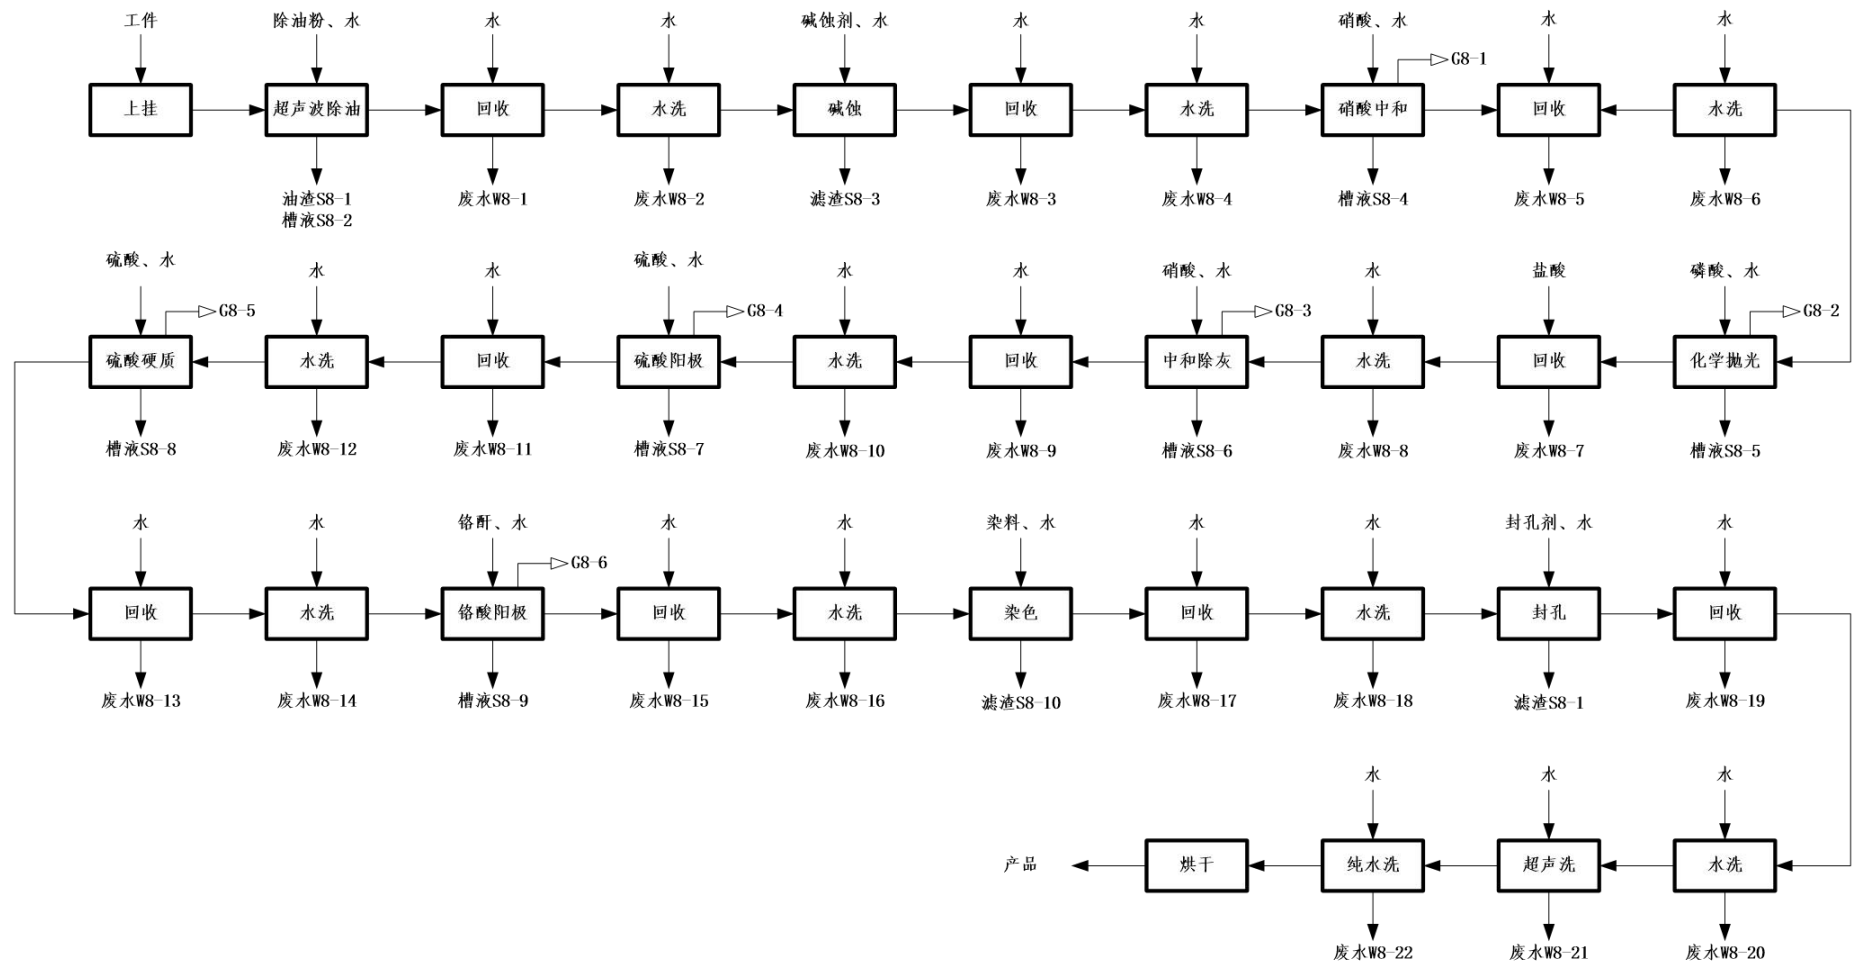 工件
除油粉、水
水
水
碱蚀剂、水
水
水
硝酸、水
水
水
G8-1
上挂
超声波除油
回收
水洗
碱蚀
回收
水洗
硝酸中和
回收
水洗
油渣S8-1
槽液S8-2
废水W8-1
废水W8-2
滤渣S8-3
废水W8-3
废水W8-4
槽液S8-4
废水W8-5
废水W8-6
硫酸、水
水
水
硫酸、水
水
水
硝酸、水
水
盐酸
磷酸、水
G8-5
G8-4
G8-3
G8-2
硫酸硬质
水洗
回收
硫酸阳极
水洗
回收
中和除灰
水洗
回收
化学抛光
槽液S8-8
废水W8-12
废水W8-11
槽液S8-7
废水W8-10
废水W8-9
槽液S8-6
废水W8-8
废水W8-7
槽液S8-5
水
水
铬酐、水
水
水
染料、水
水
水
封孔剂、水
水
G8-6
回收
水洗
铬酸阳极
回收
水洗
染色
回收
水洗
封孔
回收
废水W8-13
废水W8-14
槽液S8-9
废水W8-15
废水W8-16
滤渣S8-10
废水W8-17
废水W8-18
滤渣S8-1
废水W8-19
水
水
水
产品
烘干
纯水洗
超声洗
水洗
废水W8-22
废水W8-21
废水W8-20